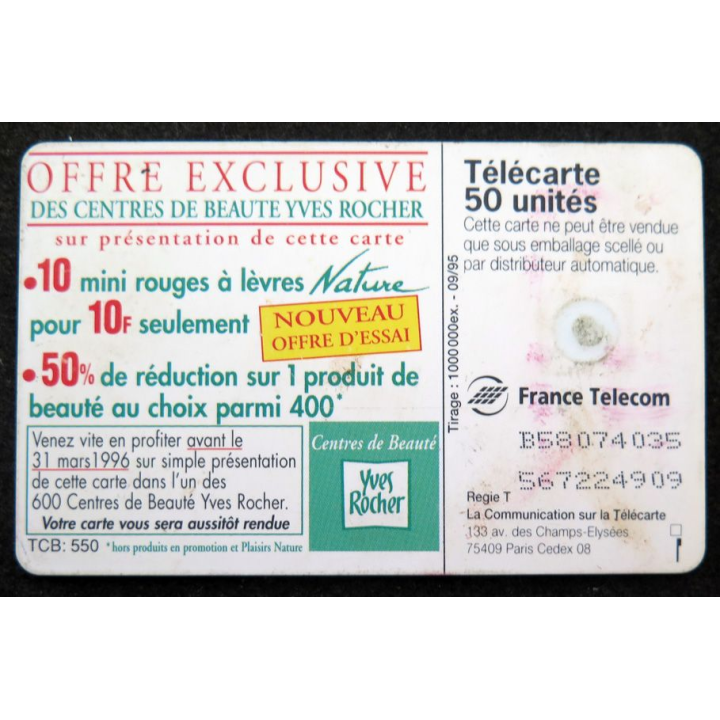 OFFRE EXCLUSIVE
DES CENTRES DE BEAUTE YVES ROCHER
sur présentation de cette carte
•10 mini rouges à lèvres Nature
pour 10F seulement
NOUVEAU
OFFRE D'ESSAI
•50% de réduction sur 1 produit de
beauté au choix parmi 400*
Venez vite en profiter avant le
31 mars1996 sur simple présentation
de cette carte dans l'un des
600 Centres de Beauté Yves Rocher.
Votre carte vous sera aussitôt rendue
TCB: 550 *hors produits en promotion et Plaisirs Nature
Centres de Beauté
Yves
Rocher
Tirage : 1000000ex. - 09/95
Télécarte
50 unités
Cette carte ne peut être vendue
que sous emballage scellé ou
par distributeur automatique.
France Telecom
B58074035
567224909
Regie T
La Communication sur la Télécarte
133 av. des Champs-Elysées
75409 Paris Cedex 08